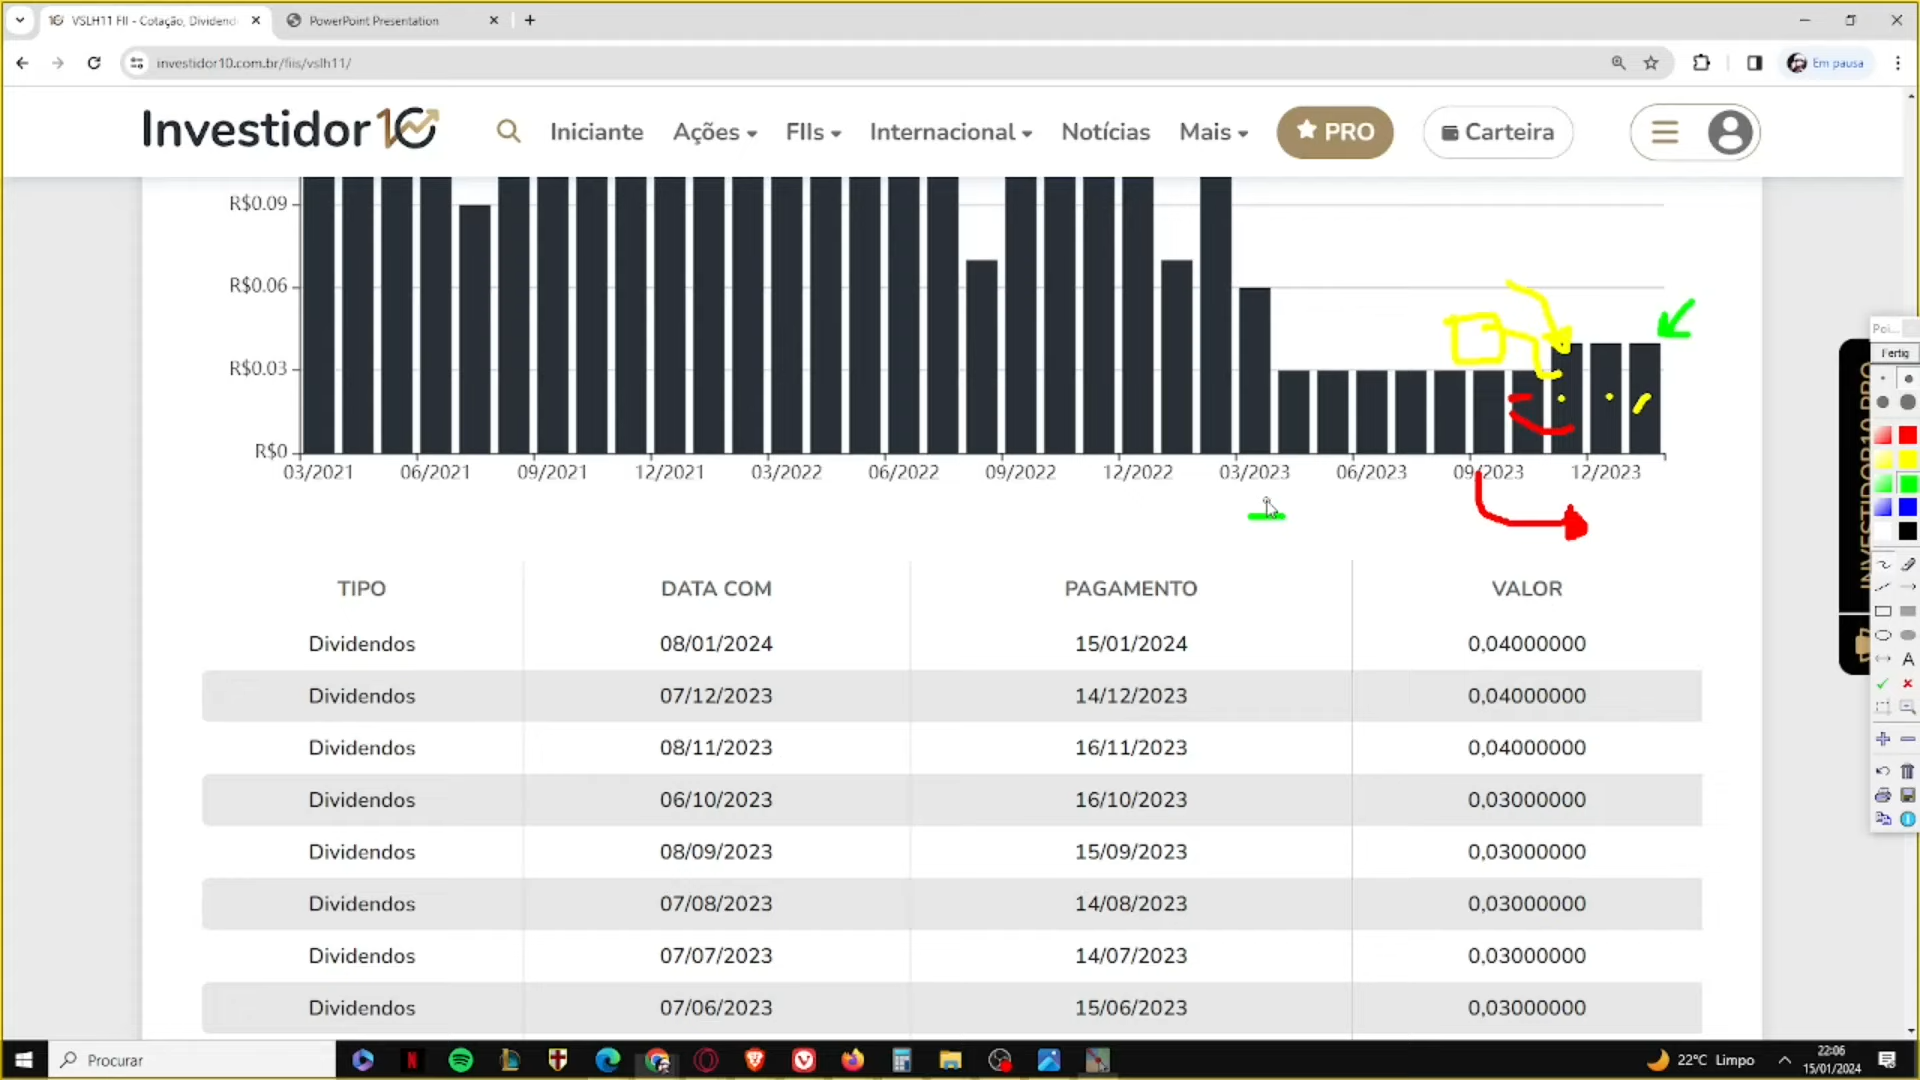 VSLH11 FII - Cotação, Dividend
PowerPoint Presentation
investidor10.com.br/fiis/vslh11/
Em pausa
Investidor 10
Iniciante
Ações
FIIs
Internacional
Notícias
Mais
PRO
Carteira
R$0.09
R$0.06
R$0.03
R$0
03/2021
06/2021
09/2021
12/2021
03/2022
06/2022
09/2022
12/2022
03/2023
06/2023
09/2023
12/2023
TIPO DATA COM PAGAMENTO VALOR
Dividendos 08/01/2024 15/01/2024 0,04000000
Dividendos 07/12/2023 14/12/2023 0,04000000
Dividendos 08/11/2023 16/11/2023 0,04000000
Dividendos 06/10/2023 16/10/2023 0,03000000
Dividendos 08/09/2023 15/09/2023 0,03000000
Dividendos 07/08/2023 14/08/2023 0,03000000
Dividendos 07/07/2023 14/07/2023 0,03000000
Dividendos 07/06/2023 15/06/2023 0,03000000
Poi...
Fertig
A
INVESTIDOR10 PRO
Procurar
22°C Limpo
22:06
15/01/2024